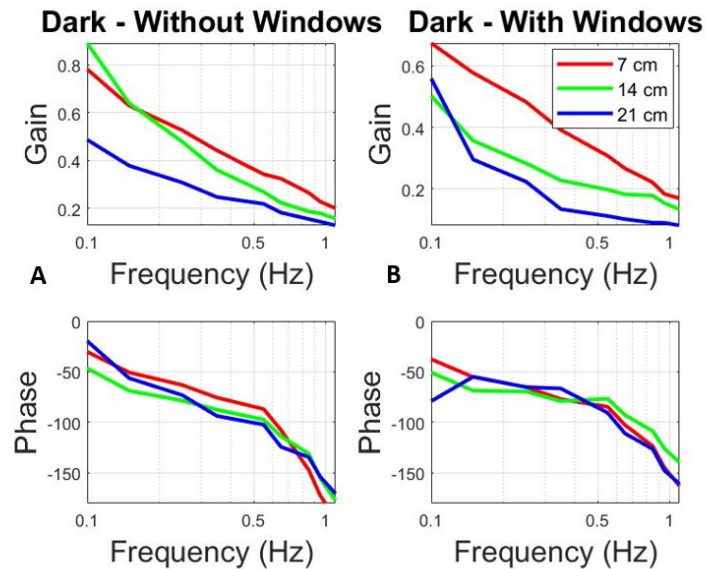 Dark - Without Windows
Dark - With Windows
0.8
0.6
0.4
0.2
Gain
0.1
0.5
1
Frequency (Hz)
A
0.6
0.4
0.2
Gain
7 cm
14 cm
21 cm
0.1
0.5
1
Frequency (Hz)
B
0
-50
-100
-150
Phase
0.1
0.5
1
Frequency (Hz)
0
-50
-100
-150
Phase
0.1
0.5
1
Frequency (Hz)